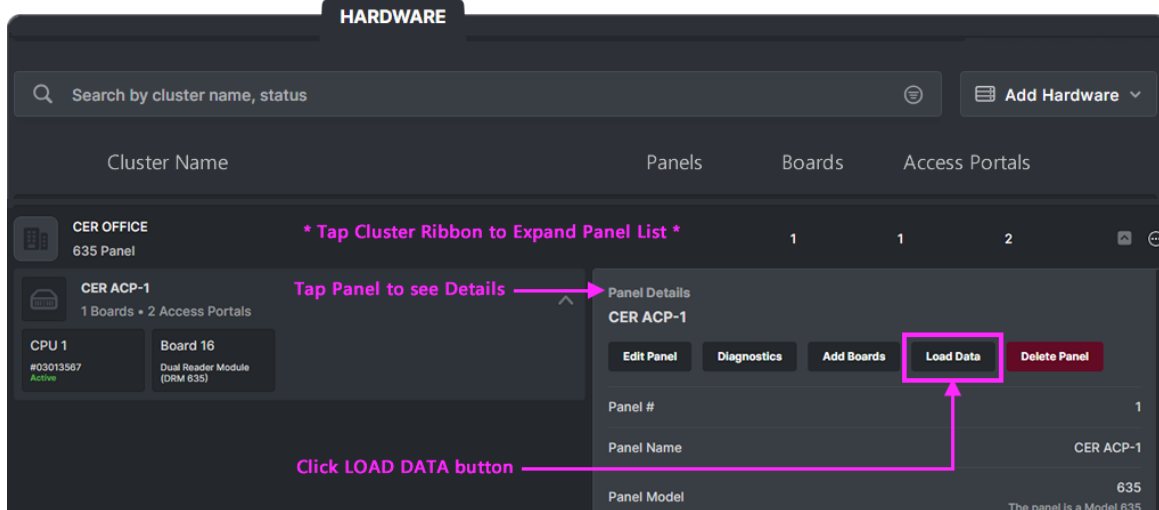 HARDWARE
Search by cluster name, status
Add Hardware
Cluster Name Panels Boards Access Portals
CER OFFICE
635 Panel
* Tap Cluster Ribbon to Expand Panel List *
1 1 2
CER ACP-1
1 Boards • 2 Access Portals
Tap Panel to see Details
CPU 1
#03013567
Active
Board 16
Dual Reader Module
(DRM 635)
Panel Details
CER ACP-1
Edit Panel Diagnostics Add Boards Load Data Delete Panel
Panel # 1
Panel Name CER ACP-1
Click LOAD DATA button
Panel Model 635
The panel is a Model 635